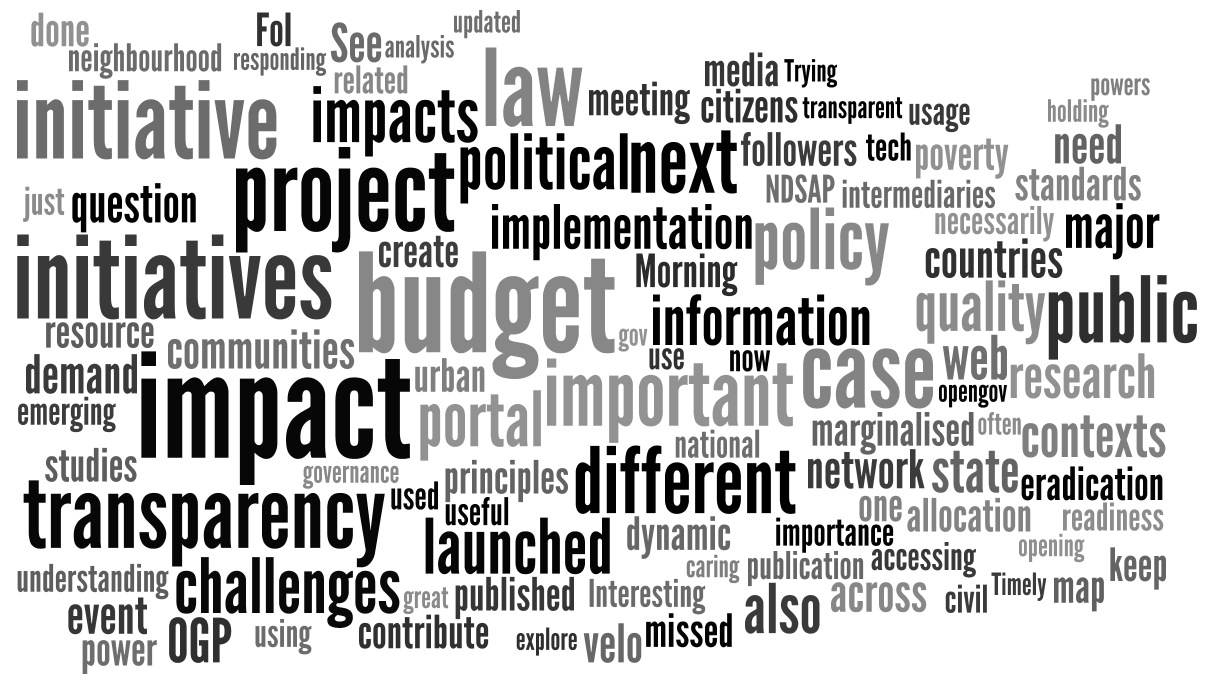 done FoI See updated
neighbourhood responding analysis
related law media Trying
initiative impacts meeting citizens transparent usage powers
holding
political next followers tech poverty need
project NDSAP intermediaries standards
just question implementation policy necessarily major
create countries
initiatives budget Morning quality public
resource gov information
communities use now case web
demand impact urban important opengov research
emerging portal marginalised often contexts
studies governance national network state
principles different eradication
transparency used useful one allocation readiness
launched dynamic importance
understanding challenges caring publication accessing opening keep
great published Interesting also across civil Timely map
event OGP using contribute explore velo missed
power